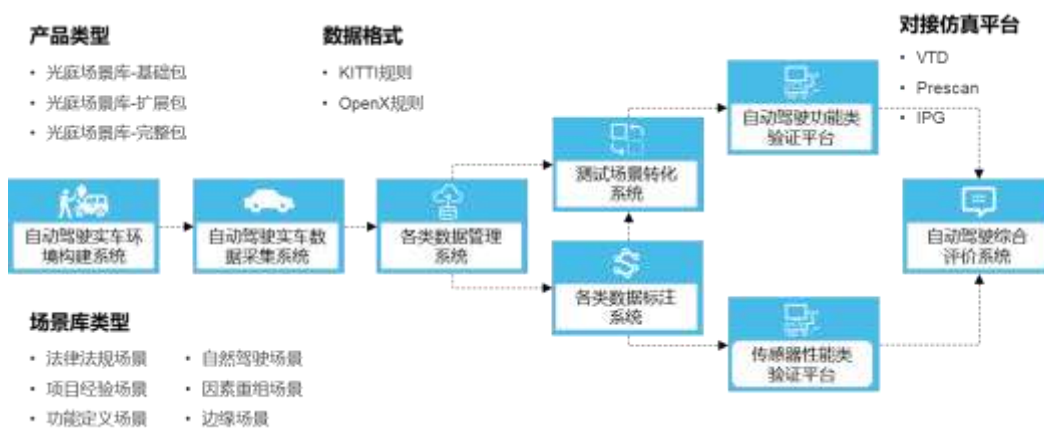 产品类型
• 光庭场景库-基础包
• 光庭场景库-扩展包
• 光庭场景库-完整包
数据格式
• KITTI规则
• OpenX规则
对接仿真平台
• VTD
• Prescan
• IPG
自动驾驶实车环
境构建系统
自动驾驶实车数
据采集系统
各类数据管理
系统
测试场景转化
系统
各类数据标注
系统
自动驾驶功能类
验证平台
传感器性能类
验证平台
自动驾驶综合
评价系统
场景库类型
• 法律法规场景
• 项目经验场景
• 功能定义场景
• 自然驾驶场景
• 因素重组场景
• 边缘场景